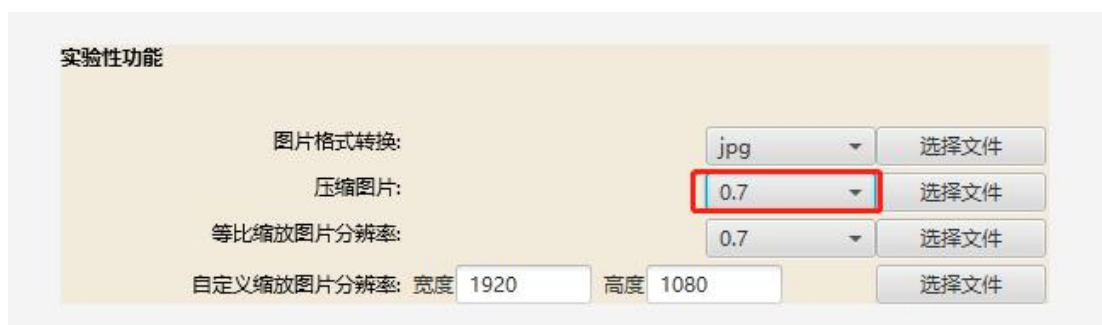 实验性功能
图片格式转换: jpg 选择文件
压缩图片: 0.7 选择文件
等比缩放图片分辨率: 0.7 选择文件
自定义缩放图片分辨率: 宽度 1920 高度 1080 选择文件